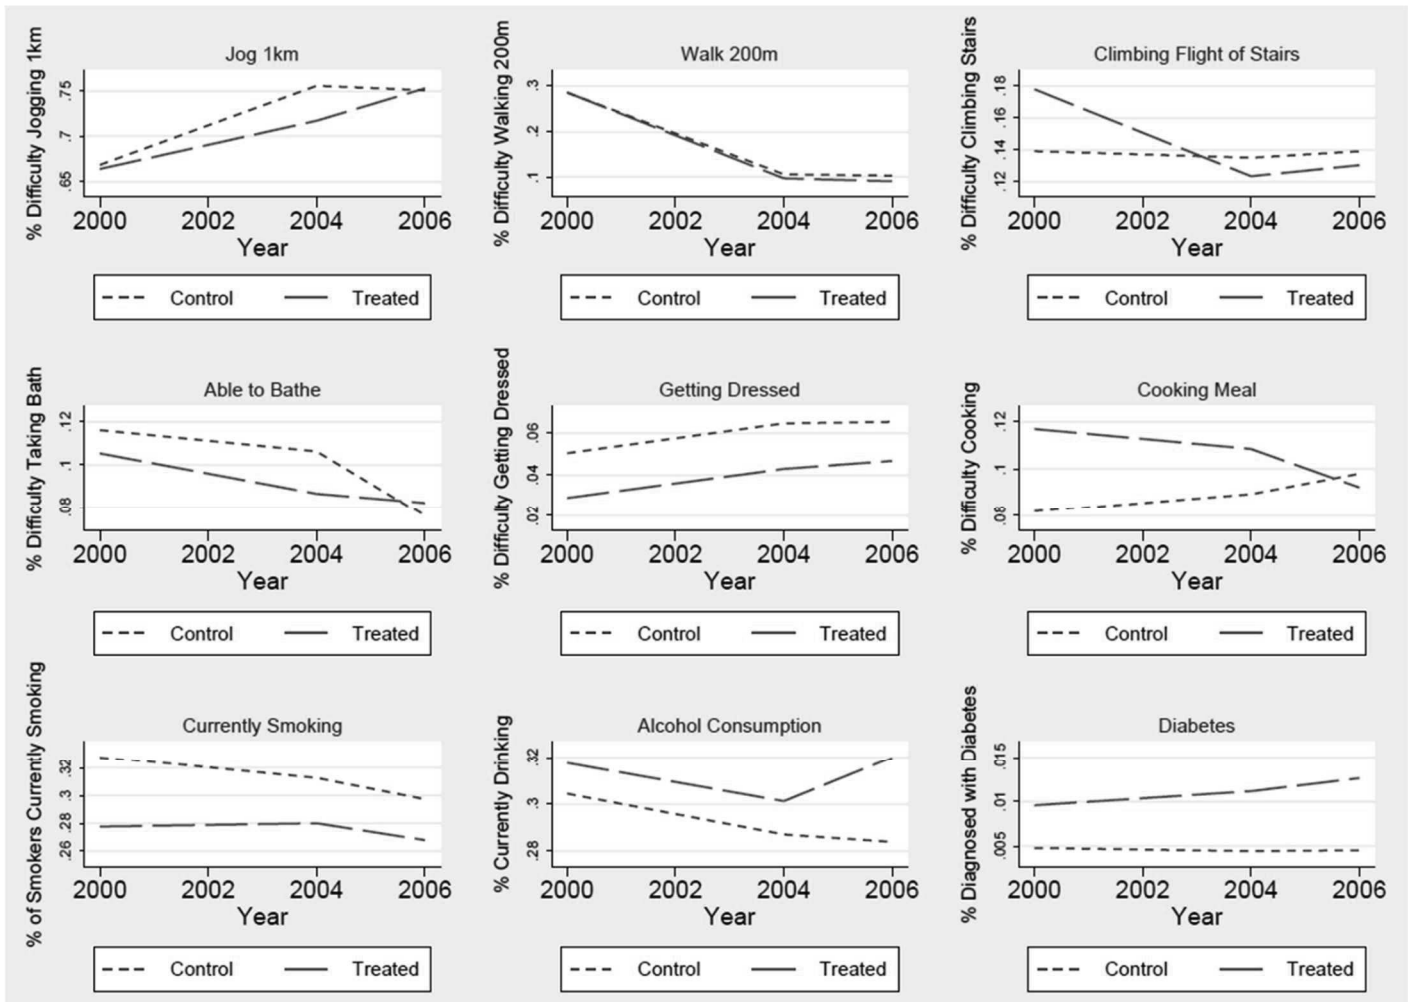 % Difficulty Jogging 1km
Jog 1km
.75
.7
.65
2000 2002 2004 2006
Year
Control Treated
% Difficulty Walking 200m
Walk 200m
.3
.2
.1
2000 2002 2004 2006
Year
Control Treated
% Difficulty Climbing Stairs
Climbing Flight of Stairs
.18
.16
.14
.12
2000 2002 2004 2006
Year
Control Treated
% Difficulty Taking Bath
Able to Bathe
.12
.1
.08
2000 2002 2004 2006
Year
Control Treated
% Difficulty Getting Dressed
Getting Dressed
.06
.04
.02
2000 2002 2004 2006
Year
Control Treated
% Difficulty Cooking
Cooking Meal
.12
.1
.08
2000 2002 2004 2006
Year
Control Treated
% of Smokers Currently Smoking
Currently Smoking
.32
.3
.28
.26
2000 2002 2004 2006
Year
Control Treated
% Currently Drinking
Alcohol Consumption
.32
.3
.28
2000 2002 2004 2006
Year
Control Treated
% Diagnosed with Diabetes
Diabetes
.015
.01
.005
2000 2002 2004 2006
Year
Control Treated